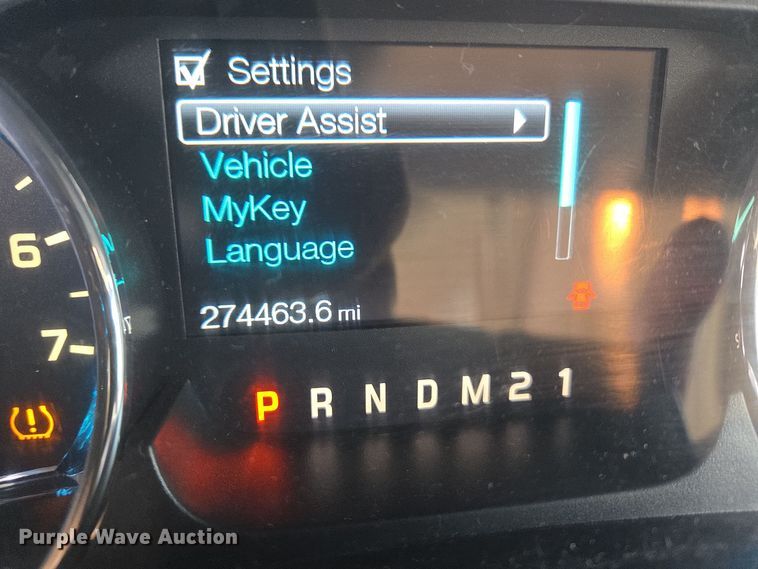 Settings
Driver Assist
Vehicle
MyKey
Language
274463.6 mi
6
7
P R N D M 2 1
Purple Wave Auction